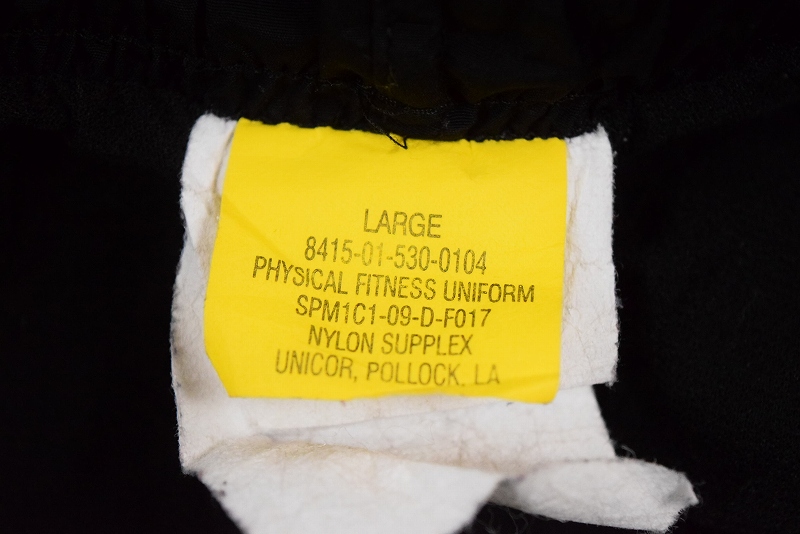 LARGE
8415-01-530-0104
PHYSICAL FITNESS UNIFORM
SPM1C1-09-D-F017
NYLON SUPPLEX
UNICOR, POLLOCK, LA